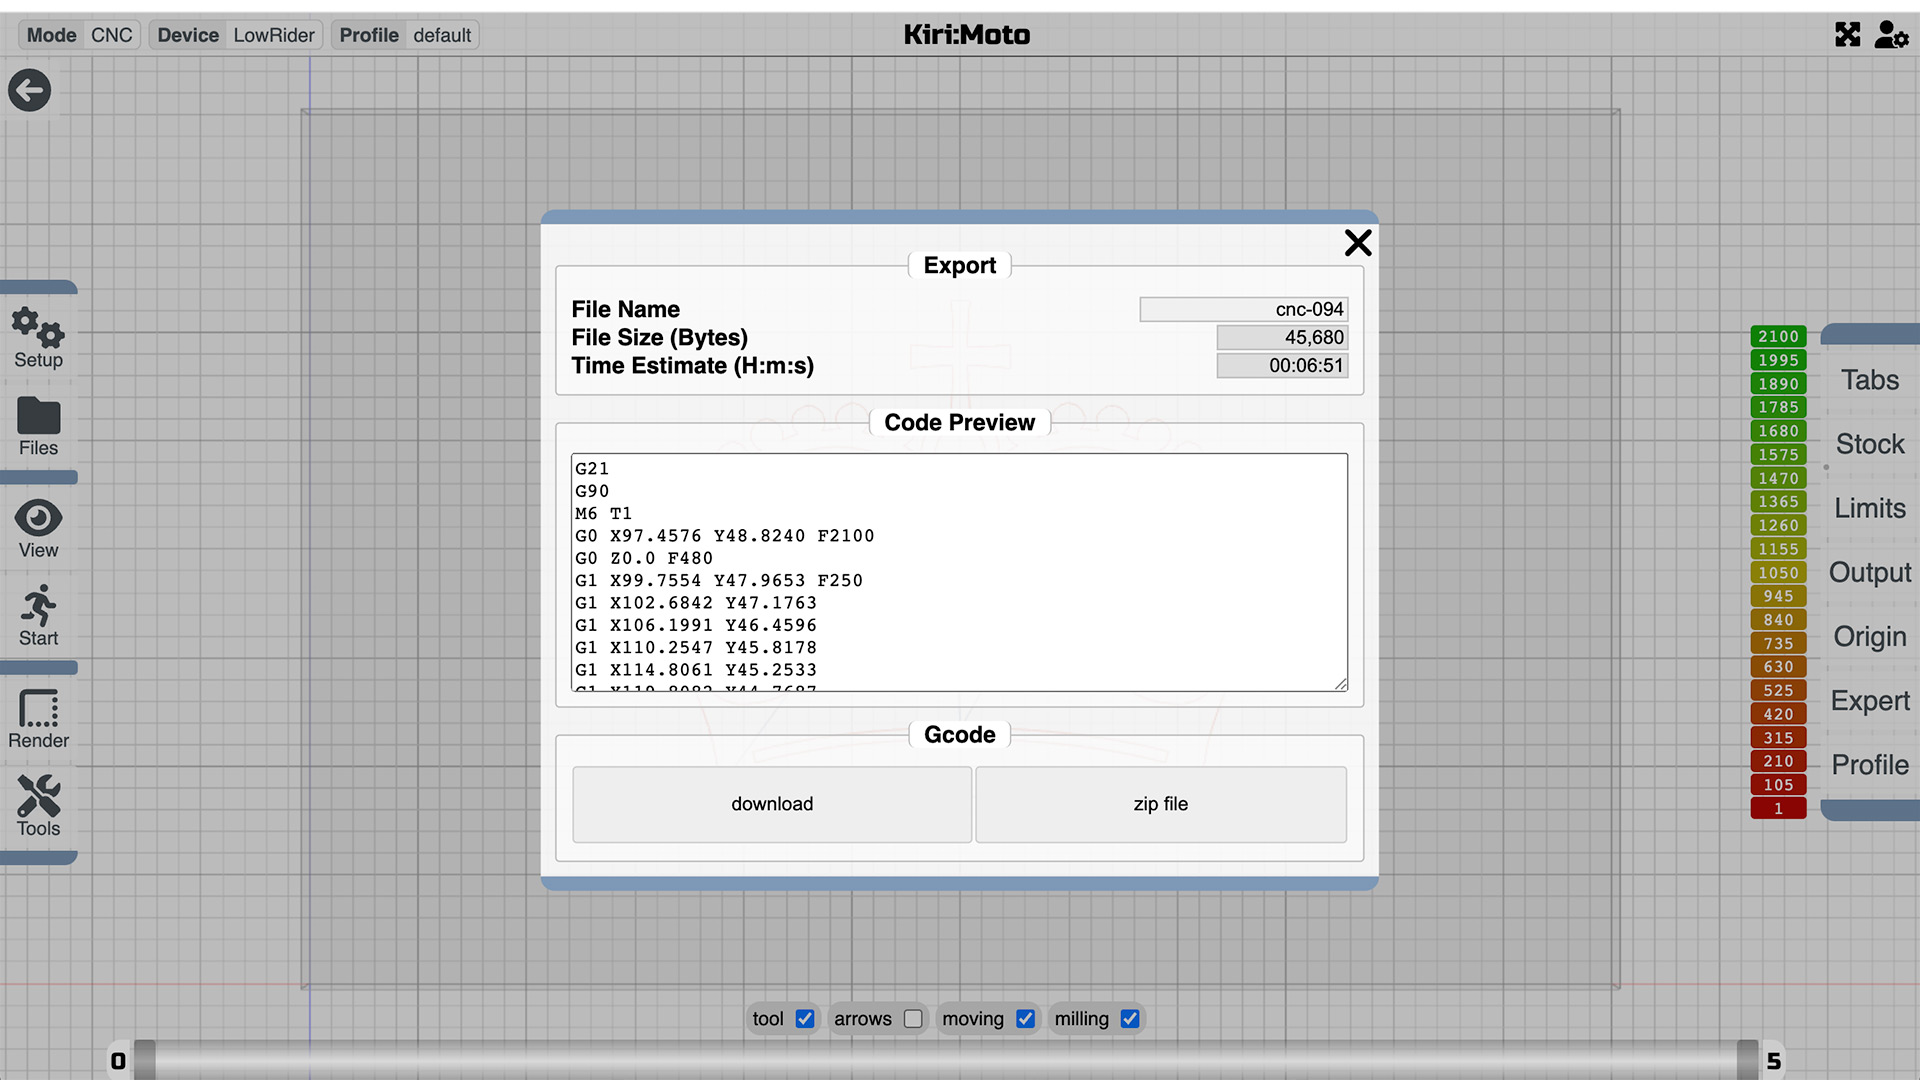 Mode CNC Device LowRider Profile default
Kiri:Moto
Setup
Files
View
Start
Render
Tools
Export
File Name cnc-094
File Size (Bytes) 45,680
Time Estimate (H:m:s) 00:06:51
Code Preview
G21
G90
M6 T1
G0 X97.4576 Y48.8240 F2100
G0 Z0.0 F480
G1 X99.7554 Y47.9653 F250
G1 X102.6842 Y47.1763
G1 X106.1991 Y46.4596
G1 X110.2547 Y45.8178
G1 X114.8061 Y45.2533
Gcode
download zip file
2100
1995
1890
1785
1680
1575
1470
1365
1260
1155
1050
945
840
735
630
525
420
315
210
105
1
Tabs
Stock
Limits
Output
Origin
Expert
Profile
tool arrows moving milling
0 5